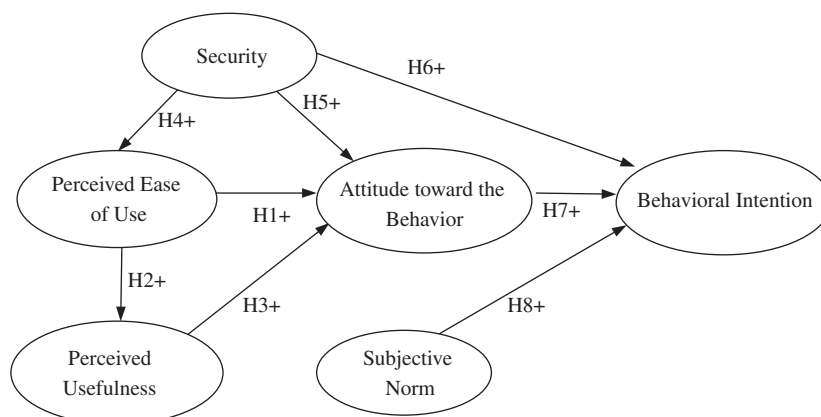 Security
H6+
H5+
H4+
Perceived Ease
of Use
Attitude toward the
Behavior
Behavioral Intention
H1+
H7+
H2+
H3+
H8+
Perceived
Usefulness
Subjective
Norm